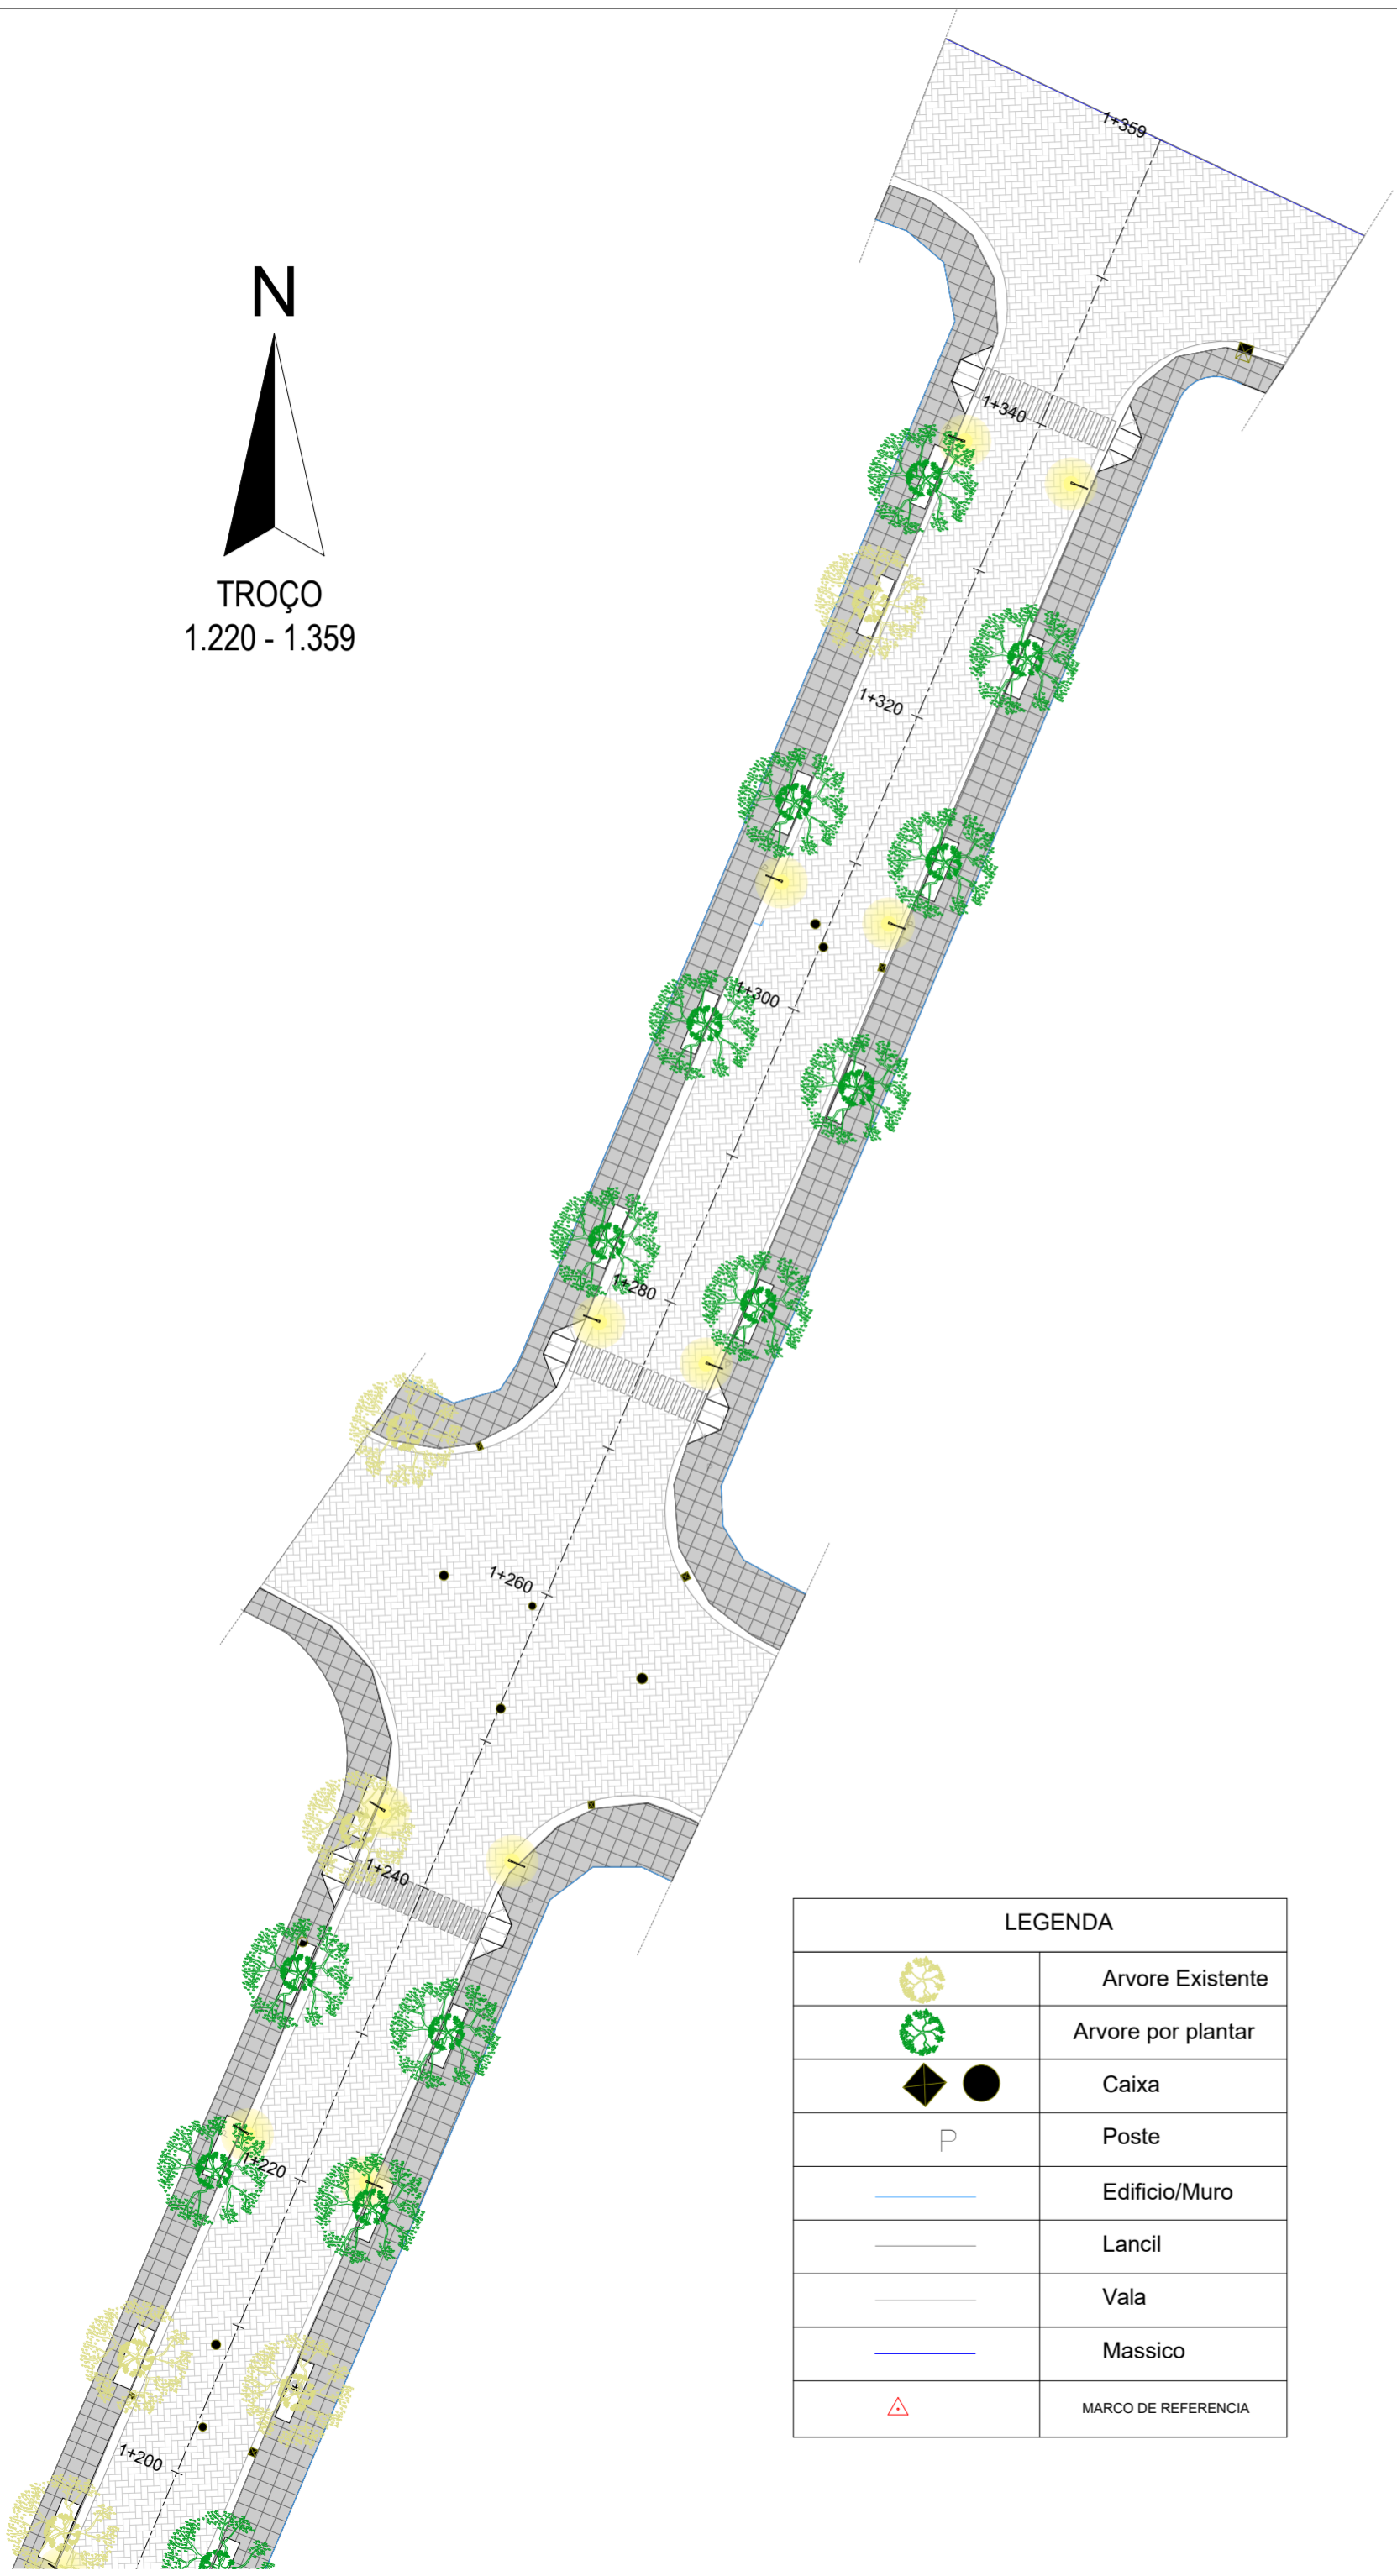 1+359
N
1+340
TROÇO
1.220 - 1.359
1+320
1+300
1+280
1+260
1+240
LEGENDA
Arvore Existente
Arvore por plantar
Caixa
P Poste
1+220
Edificio/Muro
Lancil
Vala
Massico
MARCO DE REFERENCIA
1+200